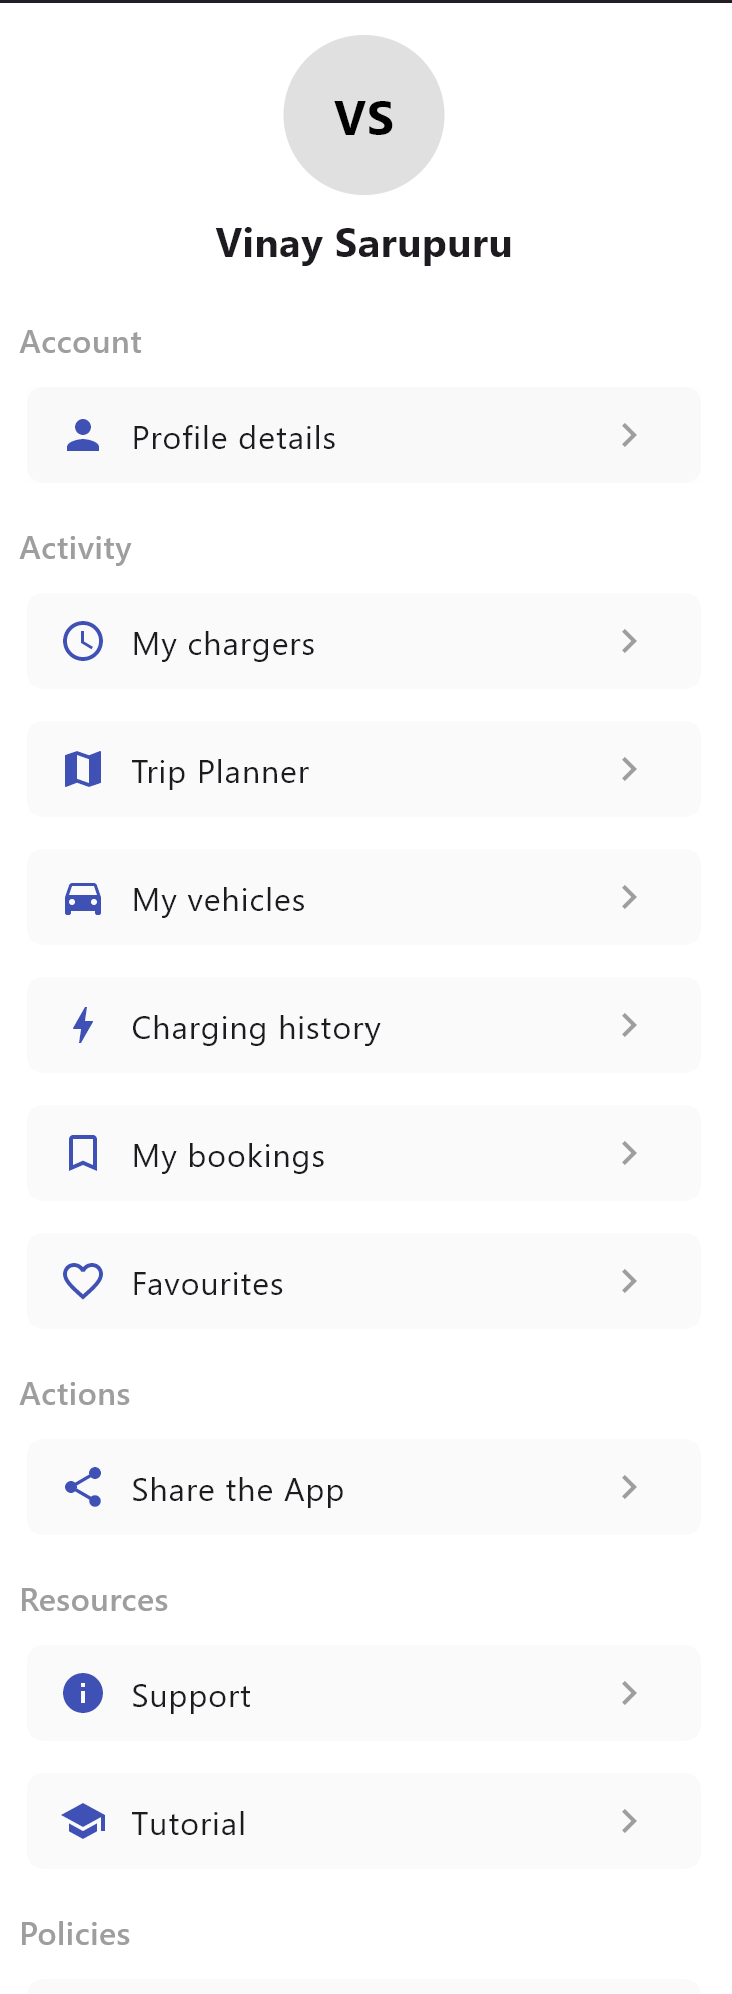 VS
Vinay Sarupuru
Account
Profile details
Activity
My chargers
Trip Planner
My vehicles
Charging history
My bookings
Favourites
Actions
Share the App
Resources
Support
Tutorial
Policies